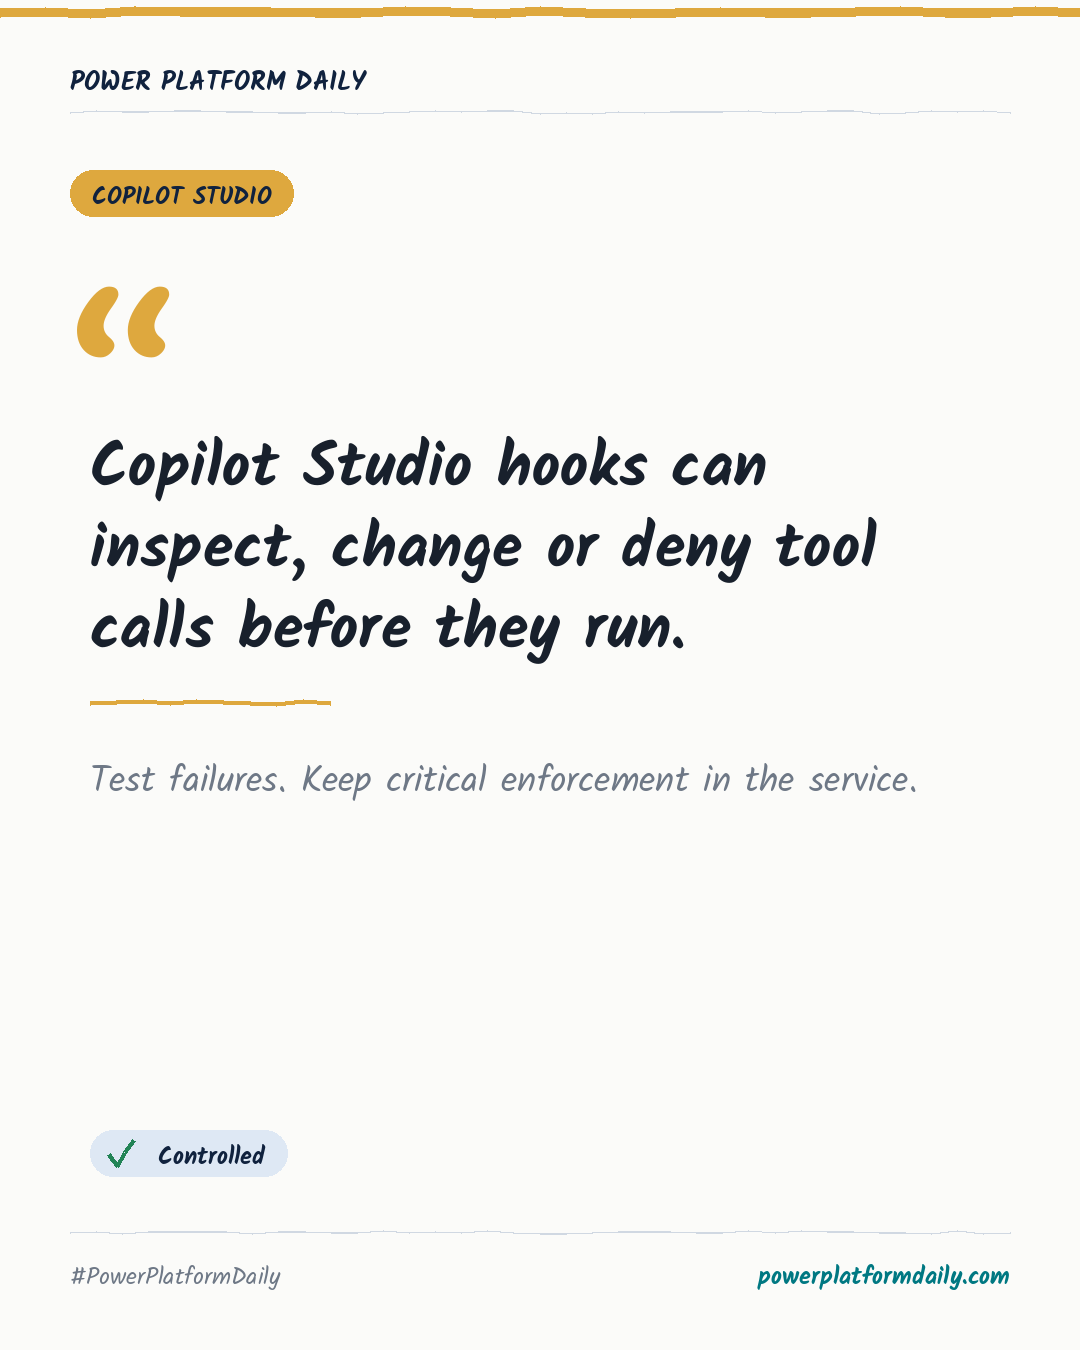 POWER PLATFORM DAILY
COPILOT STUDIO
“
Copilot Studio hooks can
inspect, change or deny tool
calls before they run.
Test failures. Keep critical enforcement in the service.
✓ Controlled
#PowerPlatformDaily
powerplatformdaily.com